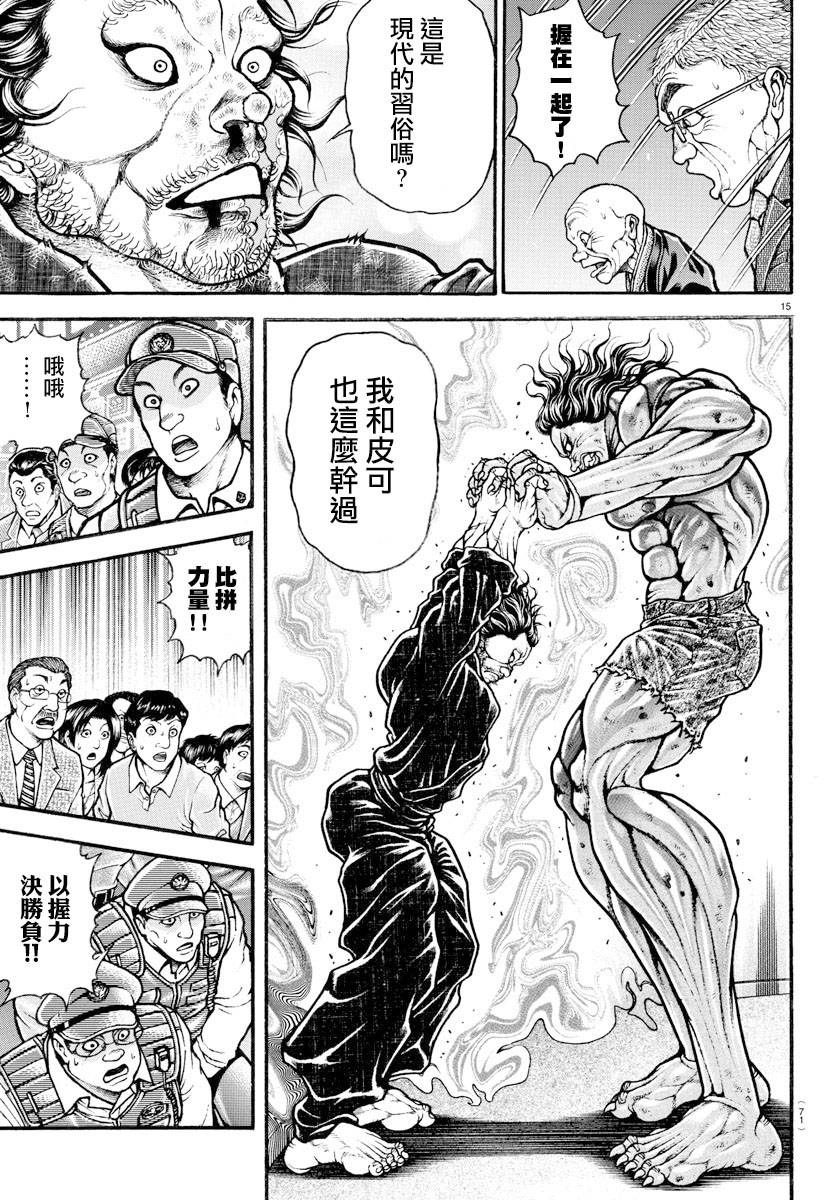 握在一起了！
這是
現代的習俗嗎？
15
我和皮可
也這麼幹過
哦哦
……！
比拼
力量!!
以握力
決勝負!!
(71)